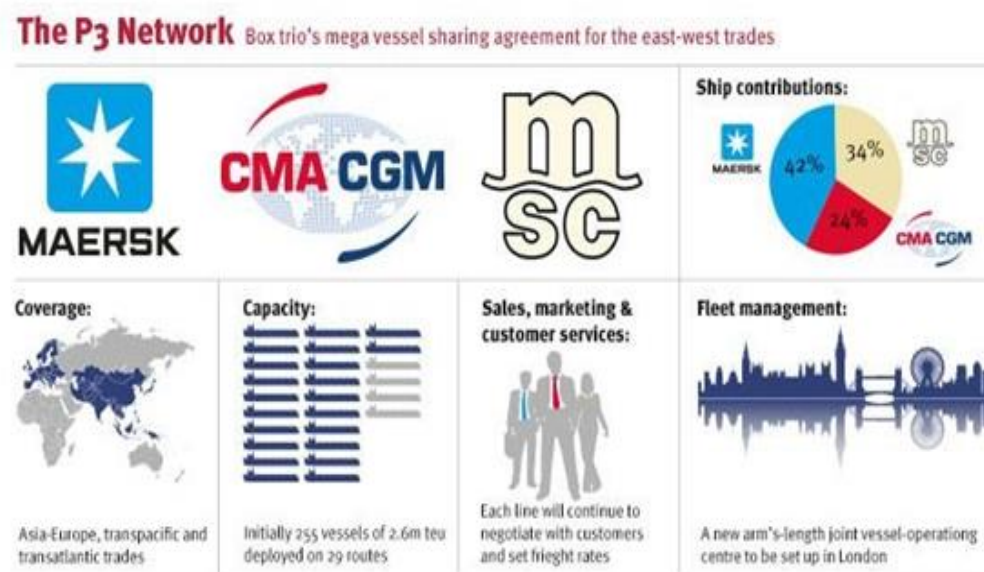 The P3 Network Box trio's mega vessel sharing agreement for the east-west trades
MAERSK
CMA CGM
msc
Ship contributions:
MAERSK
42%
34%
msc
24%
CMA CGM
Coverage:
Asia-Europe, transpacific and
transatlantic trades
Capacity:
Initially 255 vessels of 2.6m teu
deployed on 29 routes
Sales, marketing &
customer services:
Each line will continue to
negotiate with customers
and set frieght rates
Fleet management:
A new arm's-length joint vessel-operationg
centre to be set up in London